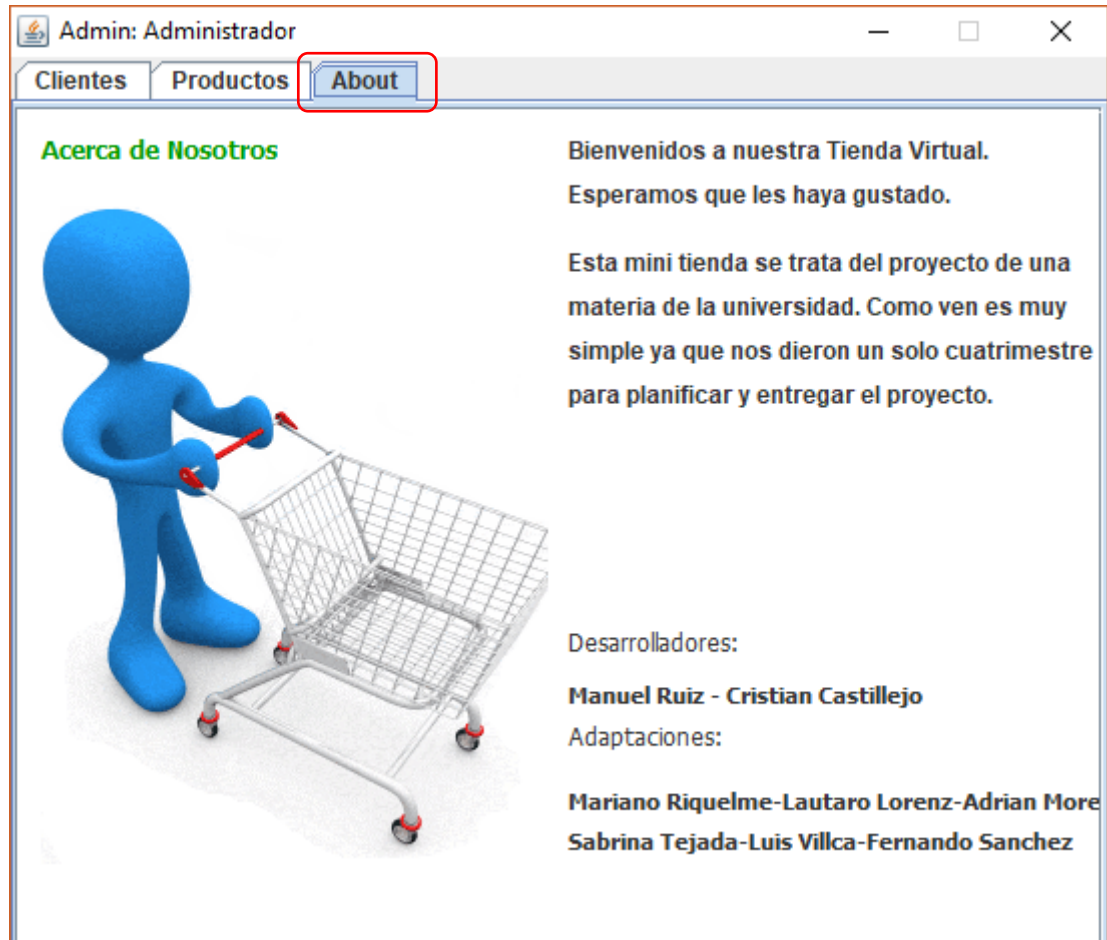 Admin: Administrador
Clientes Productos About
Acerca de Nosotros
Bienvenidos a nuestra Tienda Virtual.
Esperamos que les haya gustado.
Esta mini tienda se trata del proyecto de una
materia de la universidad. Como ven es muy
simple ya que nos dieron un solo cuatrimestre
para planificar y entregar el proyecto.
Desarrolladores:
Manuel Ruiz - Cristian Castillejo
Adaptaciones:
Mariano Riquelme-Lautaro Lorenz-Adrian More
Sabrina Tejada-Luis Villca-Fernando Sanchez